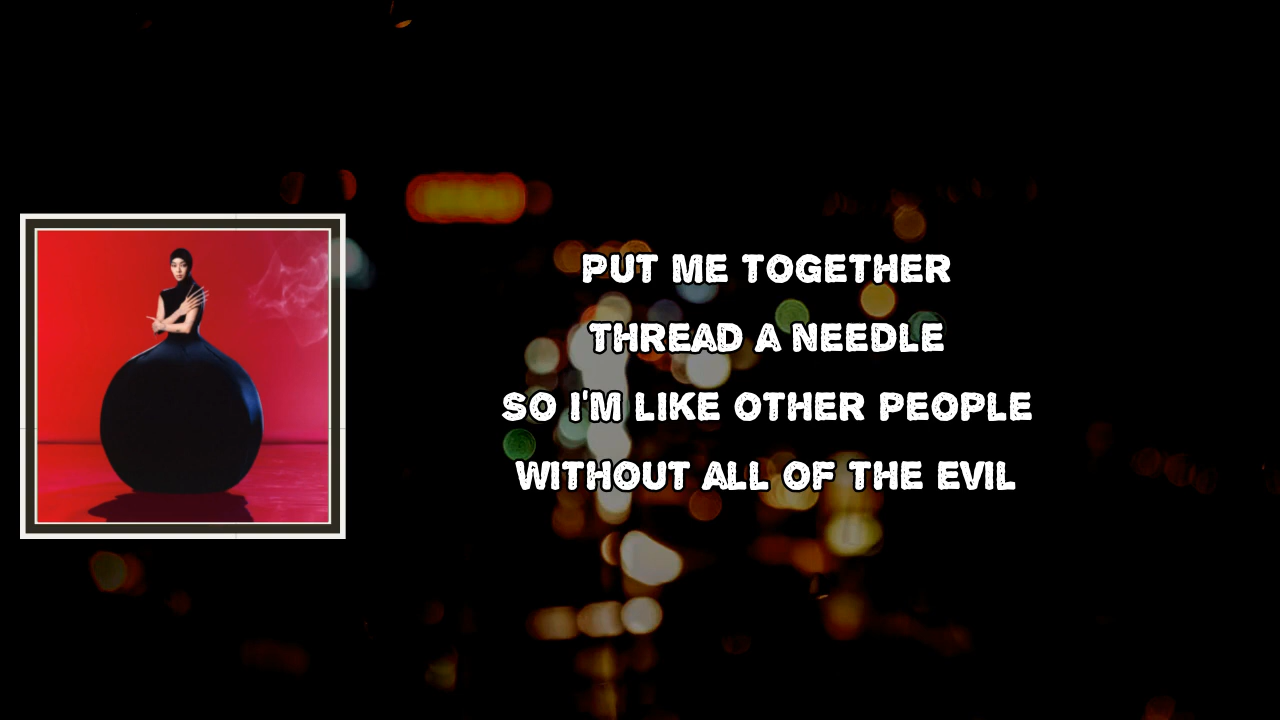 PUT ME TOGETHER
THREAD A NEEDLE
SO I'M LIKE OTHER PEOPLE
WITHOUT ALL OF THE EVIL